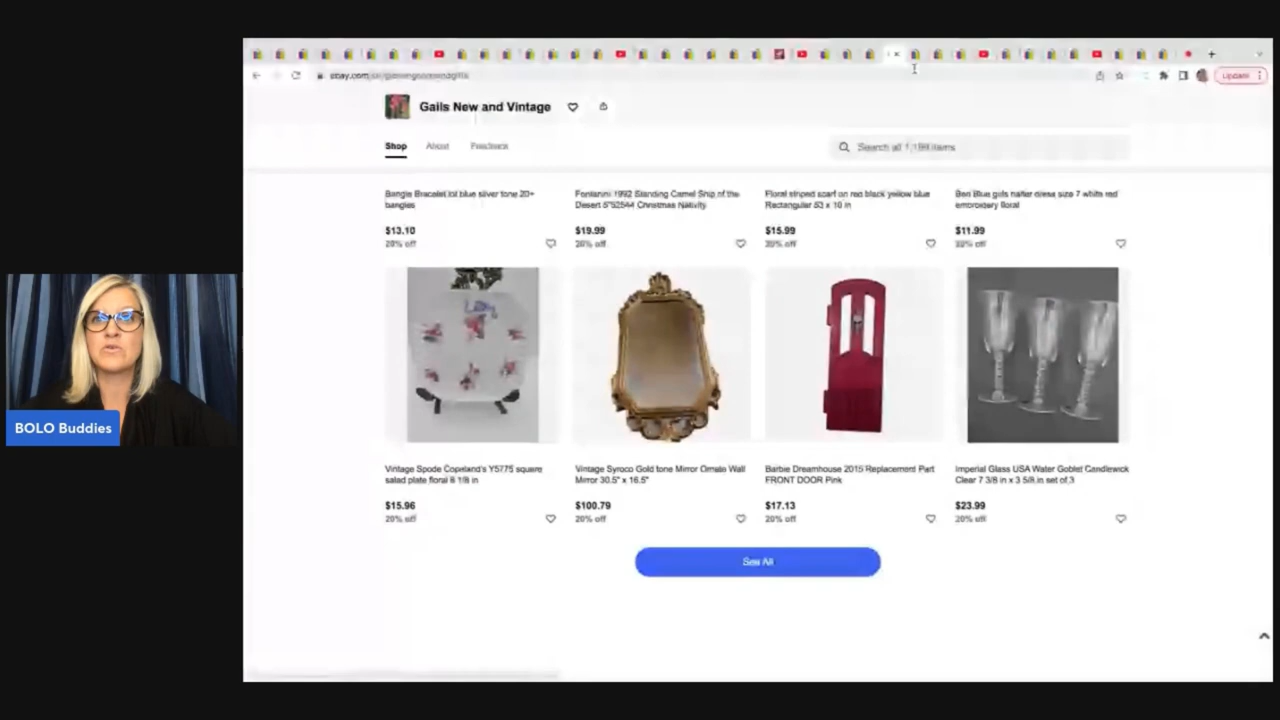 Update
Gails New and Vintage
Shop
About
Feedback
Search all
items
Bangle Bracelet lot blue silver tone 20+
bangles
Fontanini 1992 Standing Camel Ship of the
Desert 5" 52544 Christmas Nativity
Floral striped scarf on red black yellow blue
Rectangular 53 x 10 in
Ben Blue girls halter dress size 7 white red
embroidery floral
$13.10
20% off
$19.99
20% off
$15.99
$11.99
Vintage Spode Copeland's Y5775 square
salad plate floral 8 1/8 in
Vintage Syroco Gold tone Mirror Ornate Wall
Mirror 30.5" x 16.5"
Barbie Dreamhouse 2015 Replacement Part
FRONT DOOR Pink
Imperial Glass USA Water Goblet Candlewick
Clear 7 3/8 in x 3 5/8 in set of 3
$15.96
20% off
$100.79
20% off
$17.13
20% off
$23.99
20% off
See All
BOLO Buddies